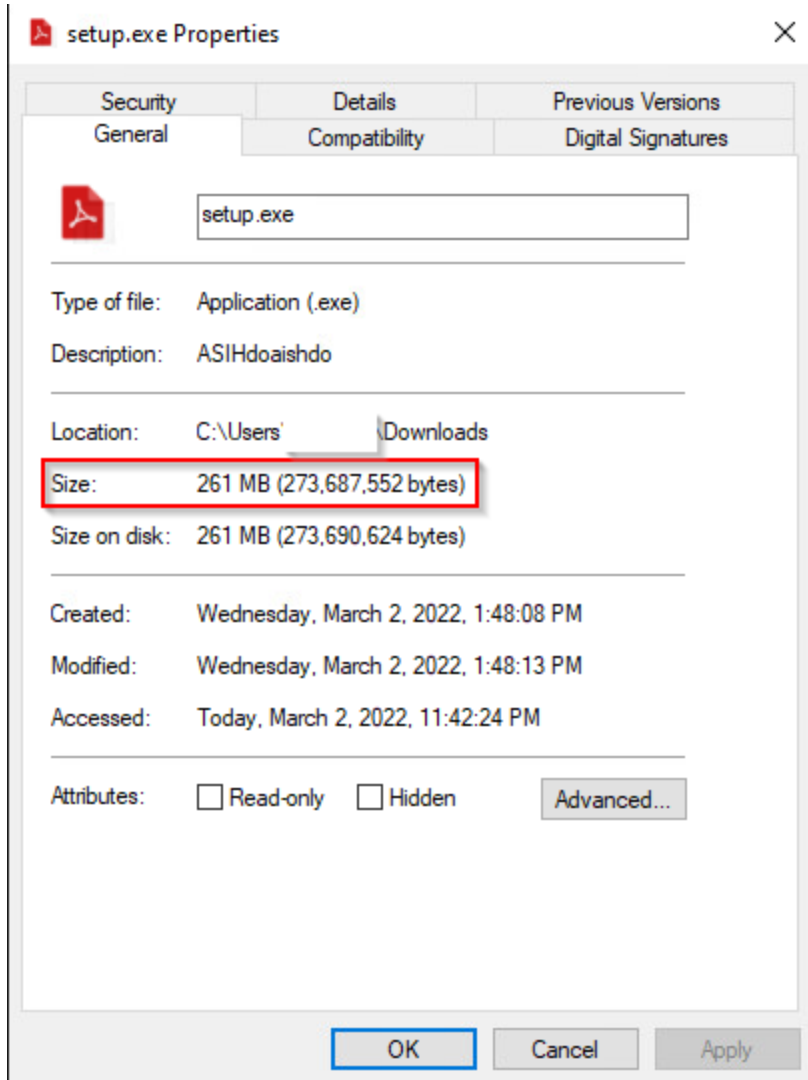 setup.exe Properties
Security Details Previous Versions
General Compatibility Digital Signatures
setup.exe
Type of file: Application (.exe)
Description: ASIHdoaishdo
Location: C:\Users\ \Downloads
Size: 261 MB (273,687,552 bytes)
Size on disk: 261 MB (273,690,624 bytes)
Created: Wednesday, March 2, 2022, 1:48:08 PM
Modified: Wednesday, March 2, 2022, 1:48:13 PM
Accessed: Today, March 2, 2022, 11:42:24 PM
Attributes: Read-only Hidden Advanced...
OK Cancel Apply